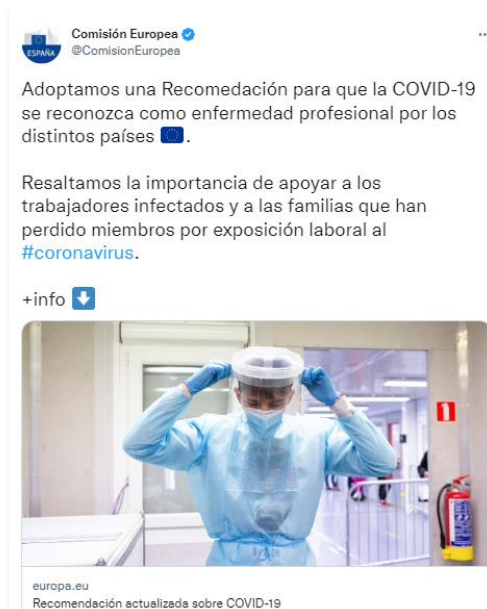 Comisión Europea
@ComisionEuropea
ESPAÑA
Adoptamos una Recomedación para que la COVID-19
se reconozca como enfermedad profesional por los
distintos países 🇪🇺.
Resaltamos la importancia de apoyar a los
trabajadores infectados y a las familias que han
perdido miembros por exposición laboral al
#coronavirus.
+info ⬇️
1
europa.eu
Recomendación actualizada sobre COVID-19